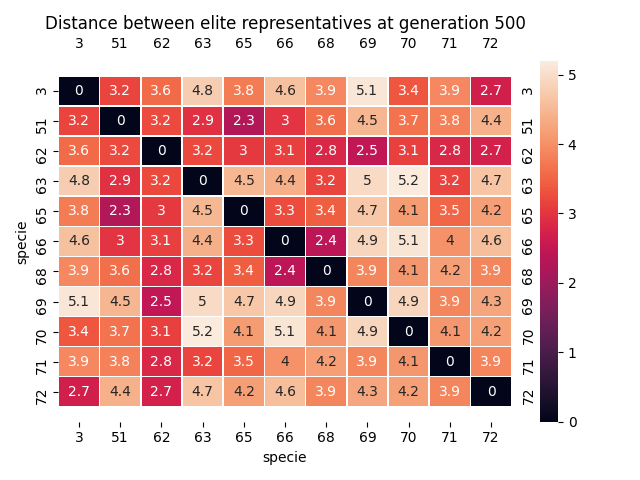 Distance between elite representatives at generation 500
3 51 62 63 65 66 68 69 70 71 72
3 0 3.2 3.6 4.8 3.8 4.6 3.9 5.1 3.4 3.9 2.7 3
51 3.2 0 3.2 2.9 2.3 3 3.6 4.5 3.7 3.8 4.4 51
62 3.6 3.2 0 3.2 3 3.1 2.8 2.5 3.1 2.8 2.7 62
63 4.8 2.9 3.2 0 4.5 4.4 3.2 5 5.2 3.2 4.7 63
65 3.8 2.3 3 4.5 0 3.3 3.4 4.7 4.1 3.5 4.2 65
66 4.6 3 3.1 4.4 3.3 0 2.4 4.9 5.1 4 4.6 66
68 3.9 3.6 2.8 3.2 3.4 2.4 0 3.9 4.1 4.2 3.9 68
69 5.1 4.5 2.5 5 4.7 4.9 3.9 0 4.9 3.9 4.3 69
70 3.4 3.7 3.1 5.2 4.1 5.1 4.1 4.9 0 4.1 4.2 70
71 3.9 3.8 2.8 3.2 3.5 4 4.2 3.9 4.1 0 3.9 71
72 2.7 4.4 2.7 4.7 4.2 4.6 3.9 4.3 4.2 3.9 0 72
3 51 62 63 65 66 68 69 70 71 72
specie
specie
5
4
3
2
1
0